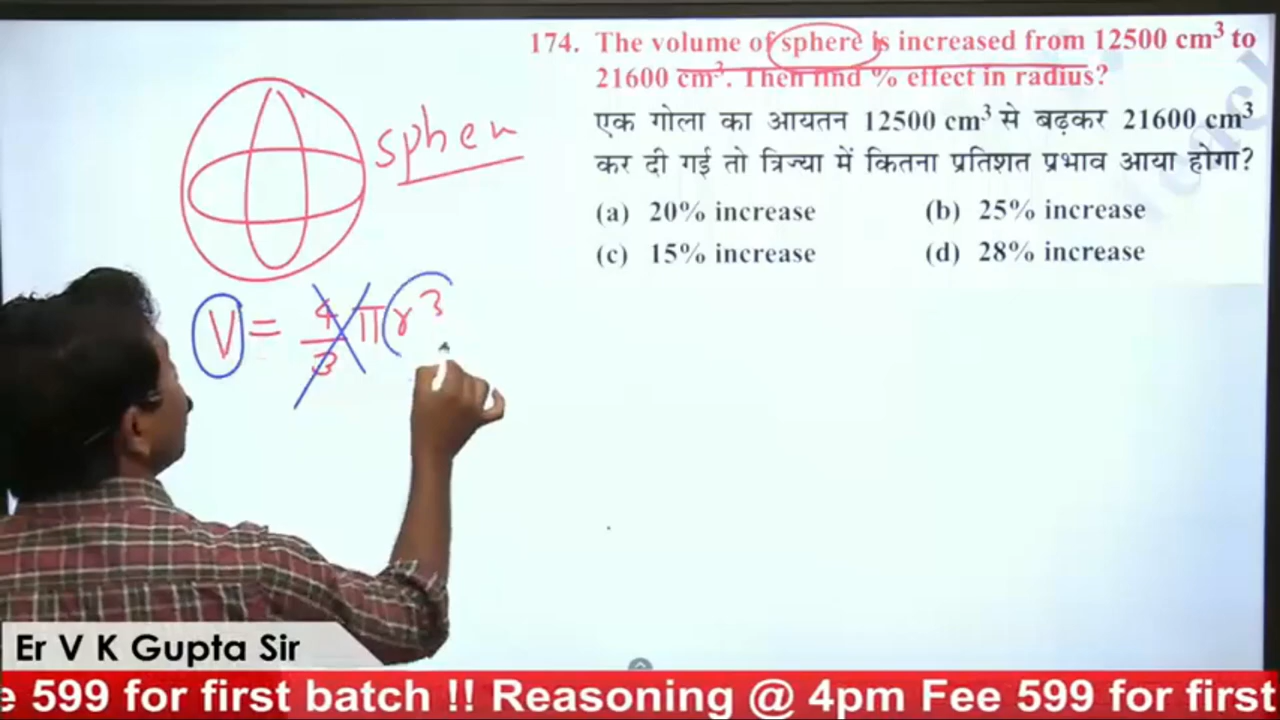 174. The volume of sphere is increased from 12500 cm³ to
21600 cm³. Then find % effect in radius?
एक गोला का आयतन 12500 cm³ से बढ़कर 21600 cm³
कर दी गई तो त्रिज्या में कितना प्रतिशत प्रभाव आया होगा?
(a) 20% increase (b) 25% increase
(c) 15% increase (d) 28% increase
sphere
V = 4/3 π r³
Er V K Gupta Sir
e 599 for first batch !! Reasoning @ 4pm Fee 599 for first